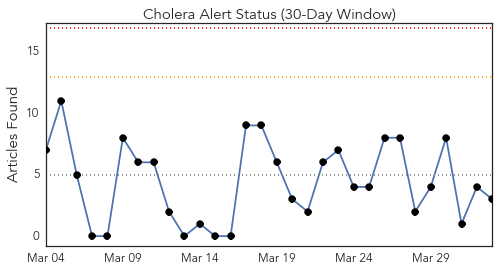 Cholera Alert Status (30-Day Window)
Articles Found
15
10
5
0
Mar 04 Mar 09 Mar 14 Mar 19 Mar 24 Mar 29